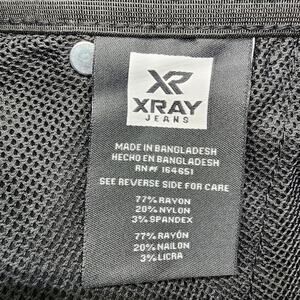 XR
XRAY
JEANS
MADE IN BANGLADESH
HECHO EN BANGLADESH
RN# 164651
SEE REVERSE SIDE FOR CARE
77% RAYON
20% NYLON
3% SPANDEX
77% RAYÓN
20% NAILON
3% LICRA